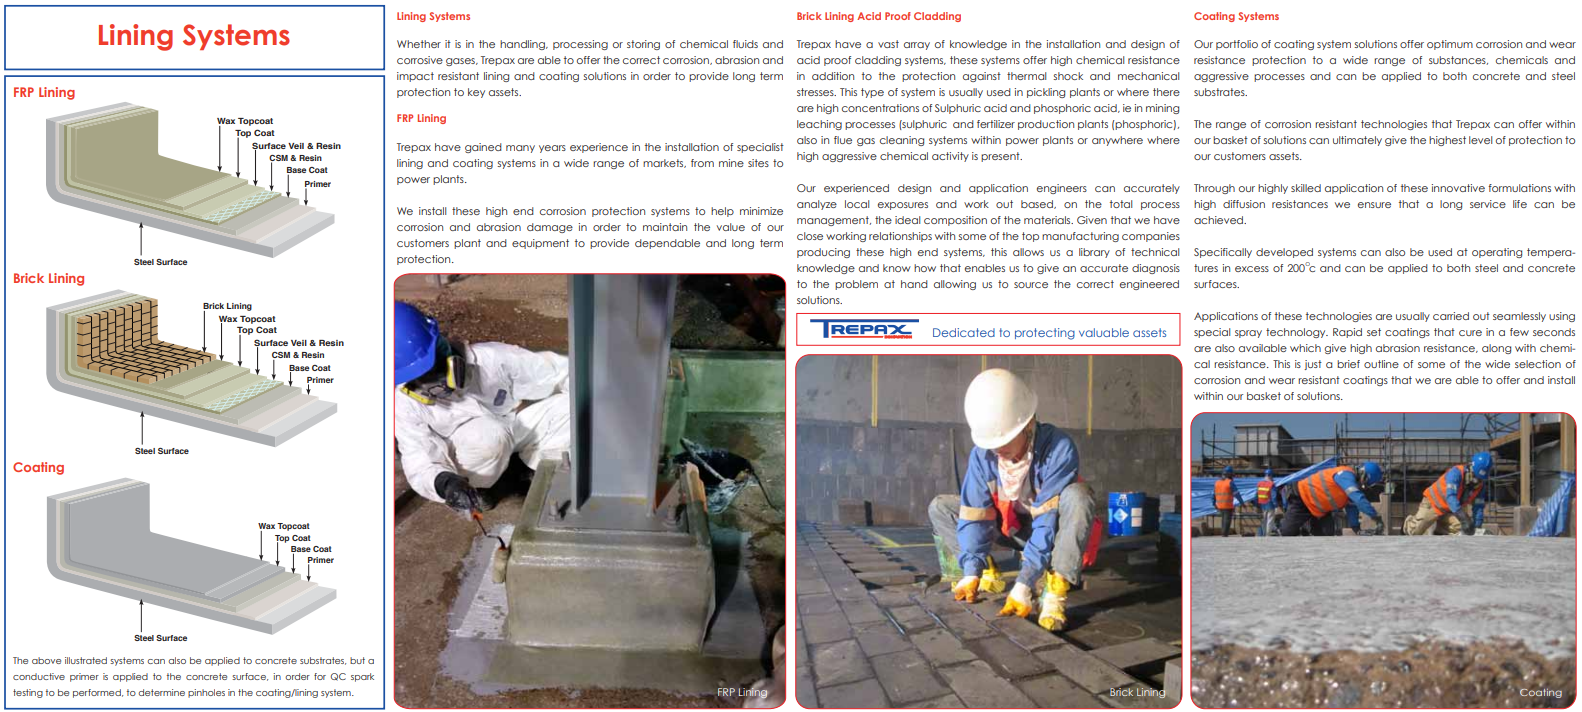 Lining Systems
FRP Lining
Wax Topcoat
Top Coat
Surface Veil & Resin
CSM & Resin
Base Coat
Primer
Steel Surface
Brick Lining
Brick Lining
Wax Topcoat
Top Coat
Surface Veil & Resin
CSM & Resin
Base Coat
Primer
Steel Surface
Coating
Wax Topcoat
Top Coat
Base Coat
Primer
Steel Surface
The above illustrated systems can also be applied to concrete substrates, but a
conductive primer is applied to the concrete surface, in order for QC spark
testing to be performed, to determine pinholes in the coating/lining system.
Lining Systems
Whether it is in the handling, processing or storing of chemical fluids and
corrosive gases, Trepax are able to offer the correct corrosion, abrasion and
impact resistant lining and coating solutions in order to provide long term
protection to key assets.
FRP Lining
Trepax have gained many years experience in the installation of specialist
lining and coating systems in a wide range of markets, from mine sites to
power plants.
We install these high end corrosion protection systems to help minimize
corrosion and abrasion damage in order to maintain the value of our
customers plant and equipment to provide dependable and long term
protection.
FRP Lining
Brick Lining Acid Proof Cladding
Trepax have a vast array of knowledge in the installation and design of
acid proof cladding systems, these systems offer high chemical resistance
in addition to the protection against thermal shock and mechanical
stresses. This type of system is usually used in pickling plants or where there
are high concentrations of Sulphuric acid and phosphoric acid, ie in mining
leaching processes (sulphuric and fertilizer production plants (phosphoric),
also in flue gas cleaning systems within power plants or anywhere where
high aggressive chemical activity is present.
Our experienced design and application engineers can accurately
analyze local exposures and work out based, on the total process
management, the ideal composition of the materials. Given that we have
close working relationships with some of the top manufacturing companies
producing these high end systems, this allows us a library of technical
knowledge and know how that enables us to give an accurate diagnosis
to the problem at hand allowing us to source the correct engineered
solutions.
TREPAX
Dedicated to protecting valuable assets
Brick Lining
Coating Systems
Our portfolio of coating system solutions offer optimum corrosion and wear
resistance protection to a wide range of substances, chemicals and
aggressive processes and can be applied to both concrete and steel
substrates.
The range of corrosion resistant technologies that Trepax can offer within
our basket of solutions can ultimately give the highest level of protection to
our customers assets.
Through our highly skilled application of these innovative formulations with
high diffusion resistances we ensure that a long service life can be
achieved.
Specifically developed systems can also be used at operating tempera-
tures in excess of 200°c and can be applied to both steel and concrete
surfaces.
Applications of these technologies are usually carried out seamlessly using
special spray technology. Rapid set coatings that cure in a few seconds
are also available which give high abrasion resistance, along with chemi-
cal resistance. This is just a brief outline of some of the wide selection of
corrosion and wear resistant coatings that we are able to offer and install
within our basket of solutions.
Coating